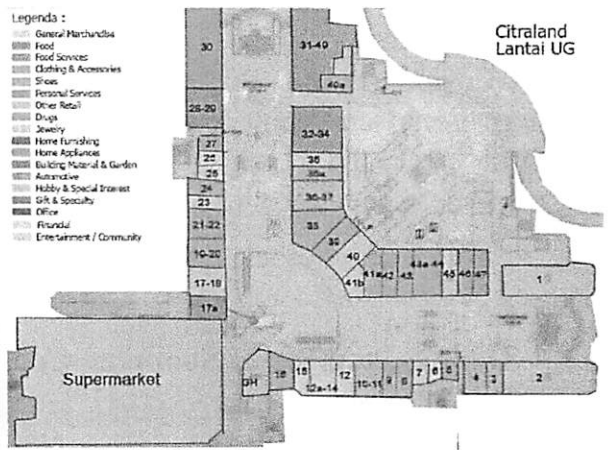 Legenda :
General Merchandise
Food
Food Services
Clothing & Accessories
Shoes
Personal Services
Other Retail
Drugs
Jewelry
Home Furnishing
Home Appliances
Building Material & Garden
Automotive
Hobby & Special Interest
Gift & Specialty
Office
Financial
Entertainment / Community
Citraland
Lantai UG
30
31-49
49a
28-29
27
26
25
24
23
21-22
19-20
17-18
17a
32-34
35
35a
36-37
38
39
40
41b
41a
42
43
43a-44
45
46
47
1
Supermarket
GH
16
15
12a-14
12
10-11
9
8
7
6
5
4
3
2